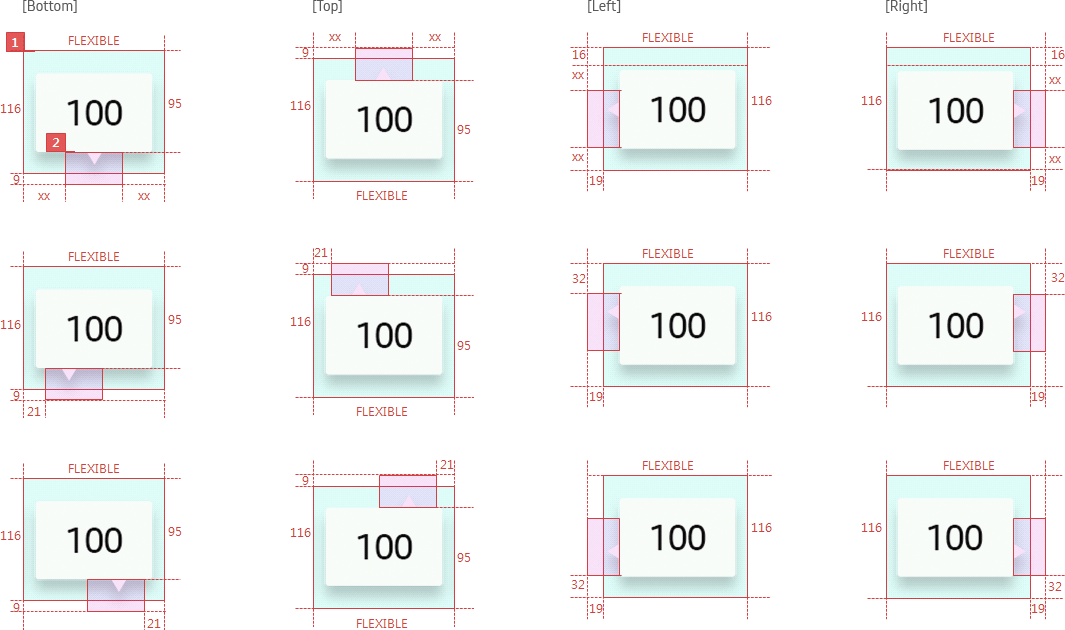 [Bottom] [Top] [Left] [Right]
1 FLEXIBLE xx xx FLEXIBLE FLEXIBLE
9 16 16
xx xx
116 100 95 116 100 95 100 116 116 100
2
xx xx
9 19 19
xx xx FLEXIBLE
FLEXIBLE 21 FLEXIBLE FLEXIBLE
9 32 32
116 100 95 116 100 95 100 116 116 100
9 19 19
21 FLEXIBLE
FLEXIBLE 21 FLEXIBLE FLEXIBLE
9
116 100 95 116 100 95 100 116 116 100
32 32
9 19 19
21 FLEXIBLE